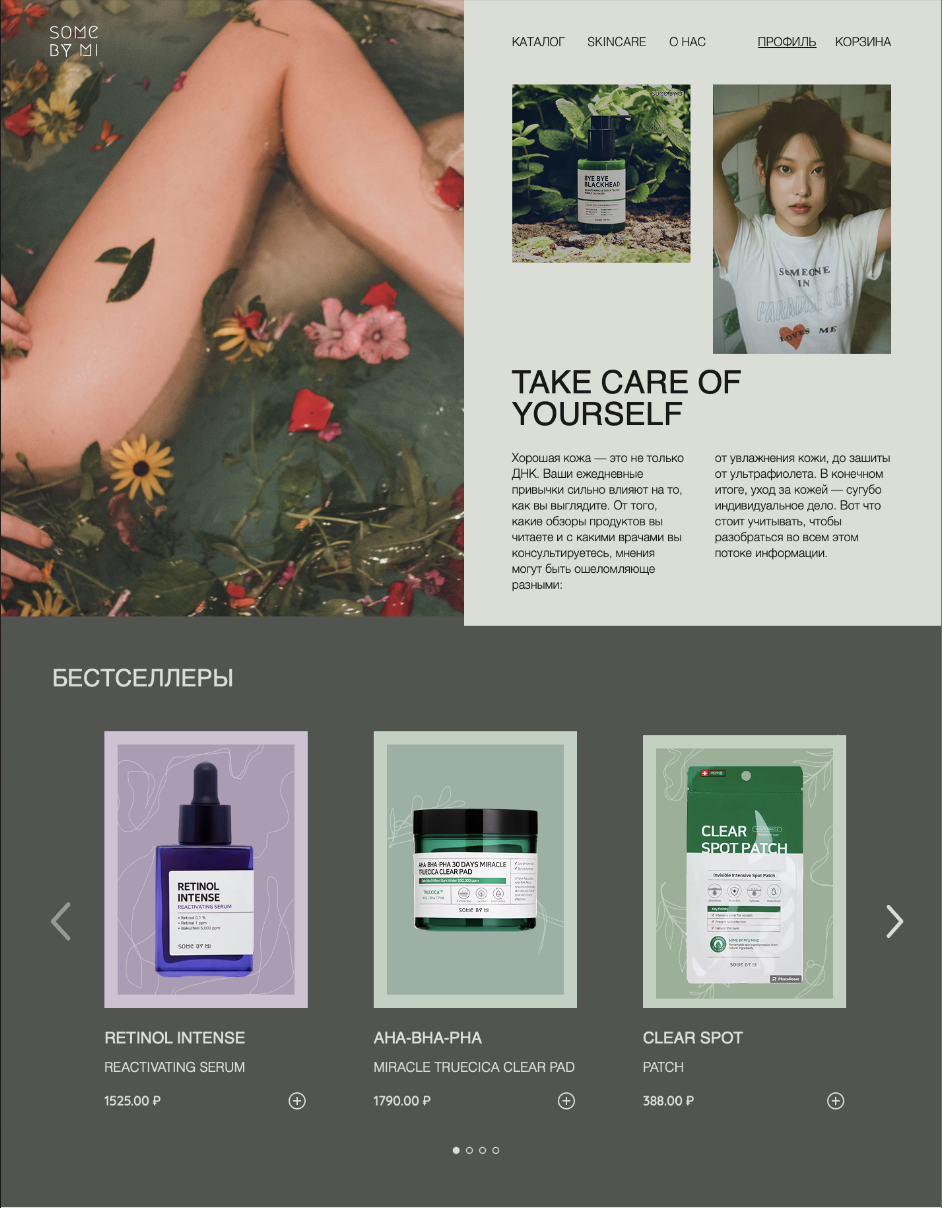 SOME
BY MI
КАТАЛОГ SKINCARE О НАС ПРОФИЛЬ КОРЗИНА
BYE BYE
BLACKHEAD
SOMEONE
IN
PARADISE
LOVES ME
TAKE CARE OF
YOURSELF
Хорошая кожа — это не только
ДНК. Ваши ежедневные
привычки сильно влияют на то,
как вы выглядите. От того,
какие обзоры продуктов вы
читаете и с какими врачами вы
консультируетесь, мнения
могут быть ошеломляюще
разными:
от увлажнения кожи, до зашиты
от ультрафиолета. В конечном
итоге, уход за кожей — сугубо
индивидуальное дело. Вот что
стоит учитывать, чтобы
разобраться во всем этом
потоке информации.
БЕСТСЕЛЛЕРЫ
RETINOL
INTENSE
REACTIVATING SERUM
SOME BY MI
AHA·BHA·PHA 30 DAYS MIRACLE
TRUECICA CLEAR PAD
TRUECICA
SOME BY MI
CLEAR
SPOT PATCH
Invisible Intensive Spot Patch
SOME BY MI
RETINOL INTENSE
REACTIVATING SERUM
1525.00 ₽
AHA-BHA-PHA
MIRACLE TRUECICA CLEAR PAD
1790.00 ₽
CLEAR SPOT
PATCH
388.00 ₽